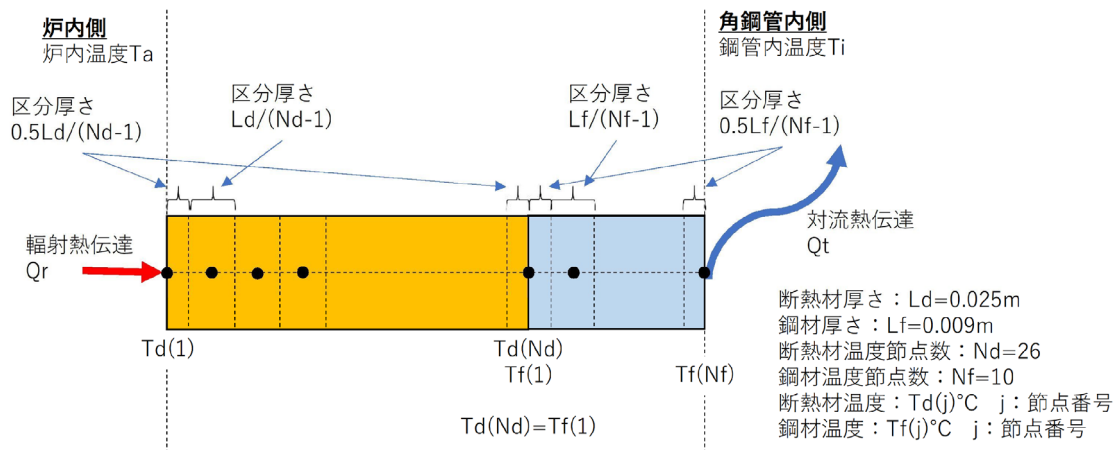 炉内側
炉内温度Ta
角鋼管内側
鋼管内温度Ti
区分厚さ
0.5Ld/(Nd-1)
区分厚さ
Ld/(Nd-1)
区分厚さ
Lf/(Nf-1)
区分厚さ
0.5Lf/(Nf-1)
輻射熱伝達
Qr
対流熱伝達
Qt
Td(1)
Td(Nd)
Tf(1)
Tf(Nf)
Td(Nd)=Tf(1)
断熱材厚さ：Ld=0.025m
鋼材厚さ：Lf=0.009m
断熱材温度節点数：Nd=26
鋼材温度節点数：Nf=10
断熱材温度：Td(j)°C　j：節点番号
鋼材温度：Tf(j)°C　j：節点番号